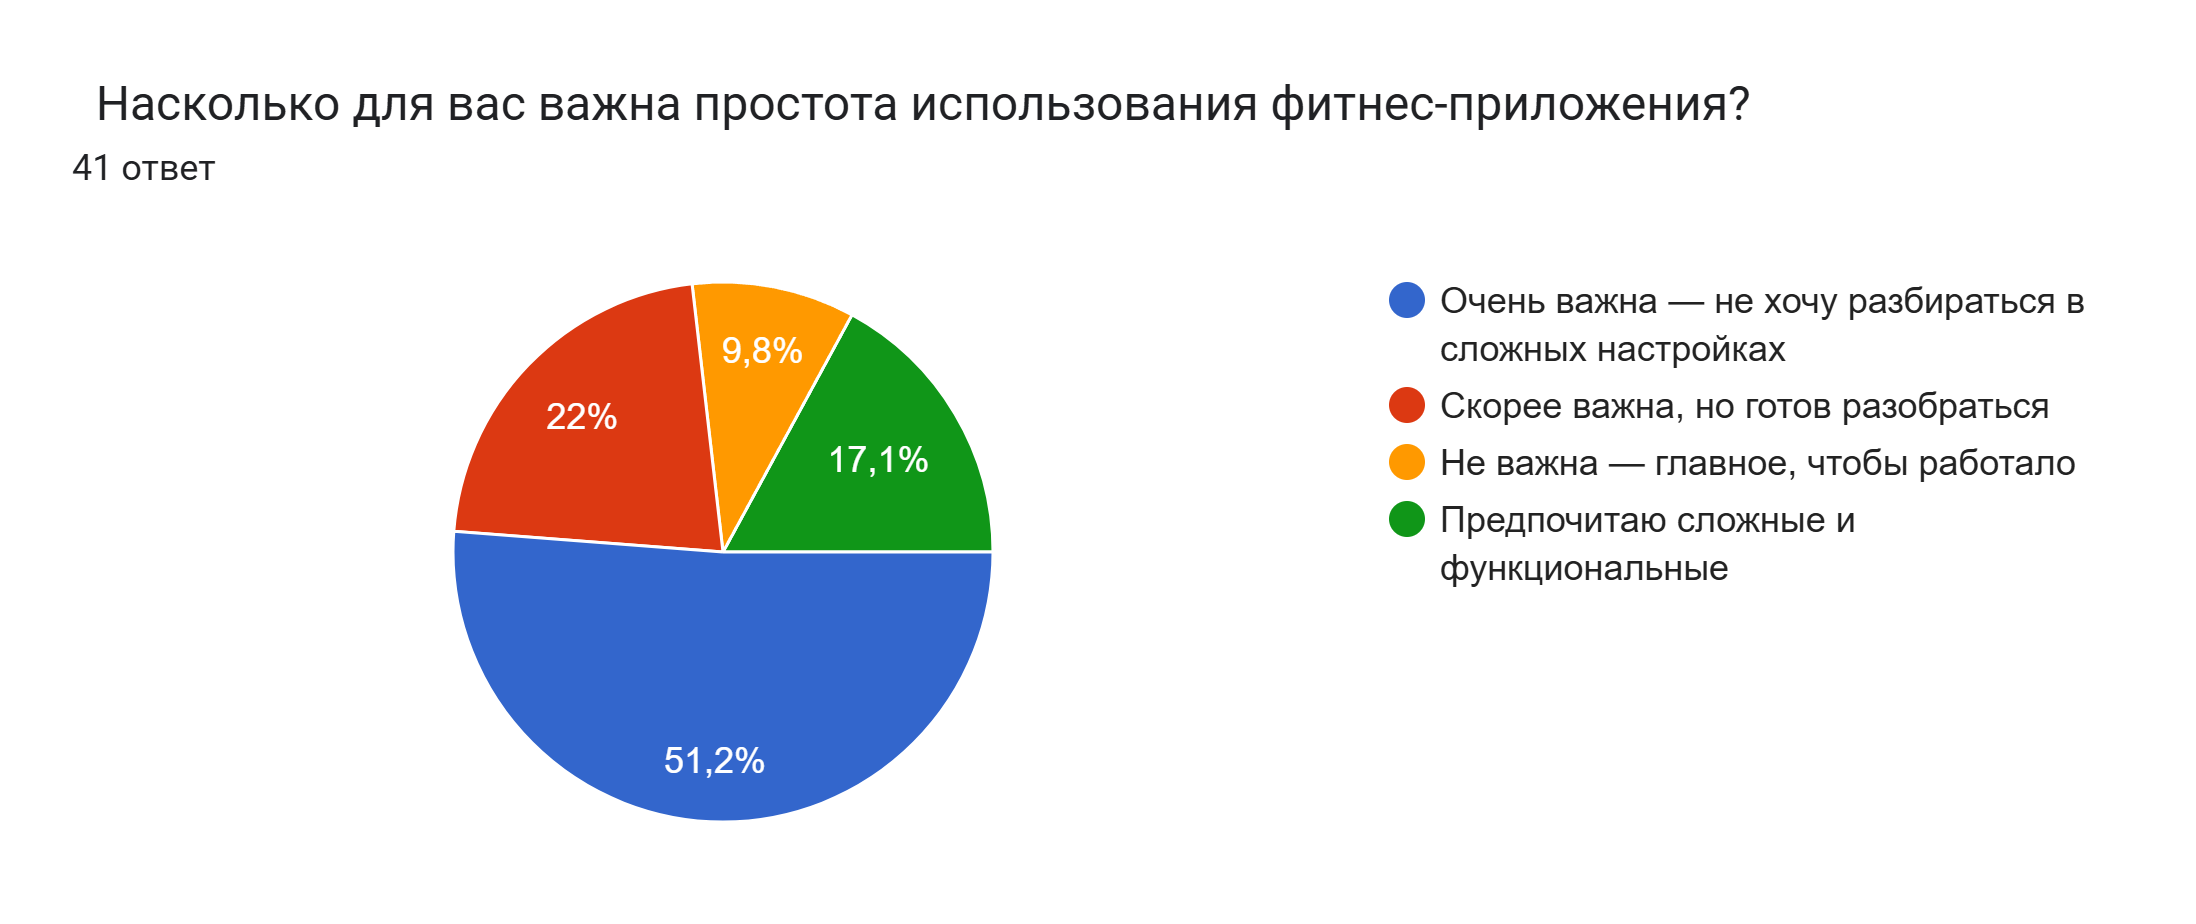 Насколько для вас важна простота использования фитнес-приложения?
41 ответ
9,8%
22%
17,1%
51,2%
Очень важна — не хочу разбираться в
сложных настройках
Скорее важна, но готов разобраться
Не важна — главное, чтобы работало
Предпочитаю сложные и
функциональные